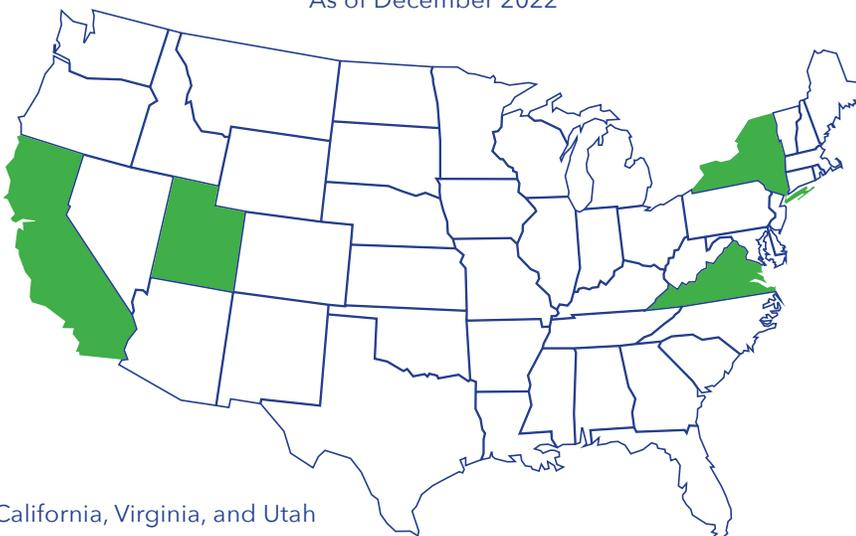 As of December 2022
California, Virginia, and Utah